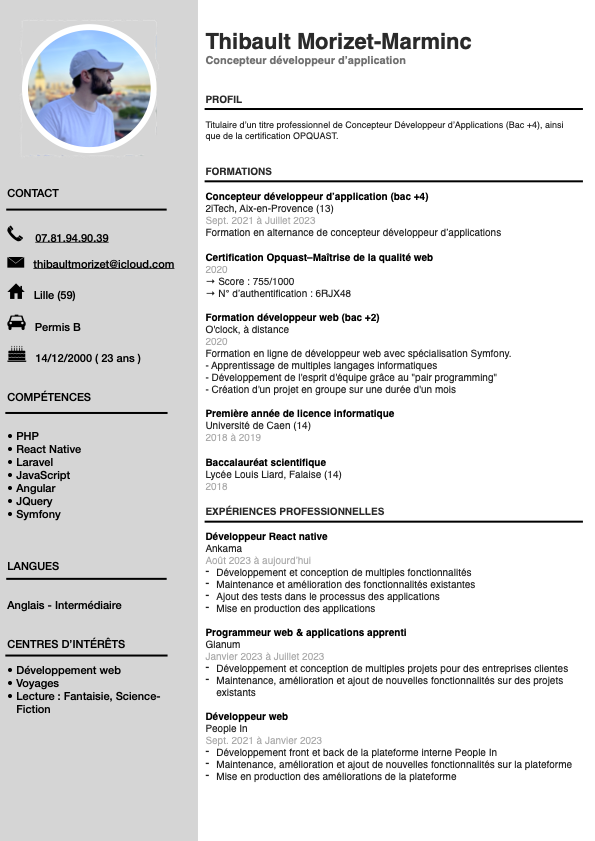 Thibault Morizet-Marminc
Concepteur développeur d'application
CONTACT
07.81.94.90.39
thibaultmorizet@icloud.com
Lille (59)
Permis B
14/12/2000 ( 23 ans )
COMPÉTENCES
• PHP
• React Native
• Laravel
• JavaScript
• Angular
• JQuery
• Symfony
LANGUES
Anglais - Intermédiaire
CENTRES D'INTÉRÊTS
• Développement web
• Voyages
• Lecture : Fantaisie, Science-
Fiction
PROFIL
Titulaire d'un titre professionnel de Concepteur Développeur d'Applications (Bac +4), ainsi
que de la certification OPQUAST.
FORMATIONS
Concepteur développeur d'application (bac +4)
2iTech, Aix-en-Provence (13)
Sept. 2021 à Juillet 2023
Formation en alternance de concepteur développeur d'applications
Certification Opquast–Maîtrise de la qualité web
2020
→ Score : 755/1000
→ N° d'authentification : 6RJX48
Formation développeur web (bac +2)
O'clock, à distance
2020
Formation en ligne de développeur web avec spécialisation Symfony.
- Apprentissage de multiples langages informatiques
- Développement de l'esprit d'équipe grâce au "pair programming"
- Création d'un projet en groupe sur une durée d'un mois
Première année de licence informatique
Université de Caen (14)
2018 à 2019
Baccalauréat scientifique
Lycée Louis Liard, Falaise (14)
2018
EXPÉRIENCES PROFESSIONNELLES
Développeur React native
Ankama
Août 2023 à aujourd'hui
- Développement et conception de multiples fonctionnalités
- Maintenance et amélioration des fonctionnalités existantes
- Ajout des tests dans le processus des applications
- Mise en production des applications
Programmeur web & applications apprenti
Glanum
Janvier 2023 à Juillet 2023
- Développement et conception de multiples projets pour des entreprises clientes
- Maintenance, amélioration et ajout de nouvelles fonctionnalités sur des projets
existants
Développeur web
People In
Sept. 2021 à Janvier 2023
- Développement front et back de la plateforme interne People In
- Maintenance, amélioration et ajout de nouvelles fonctionnalités sur la plateforme
- Mise en production des améliorations de la plateforme